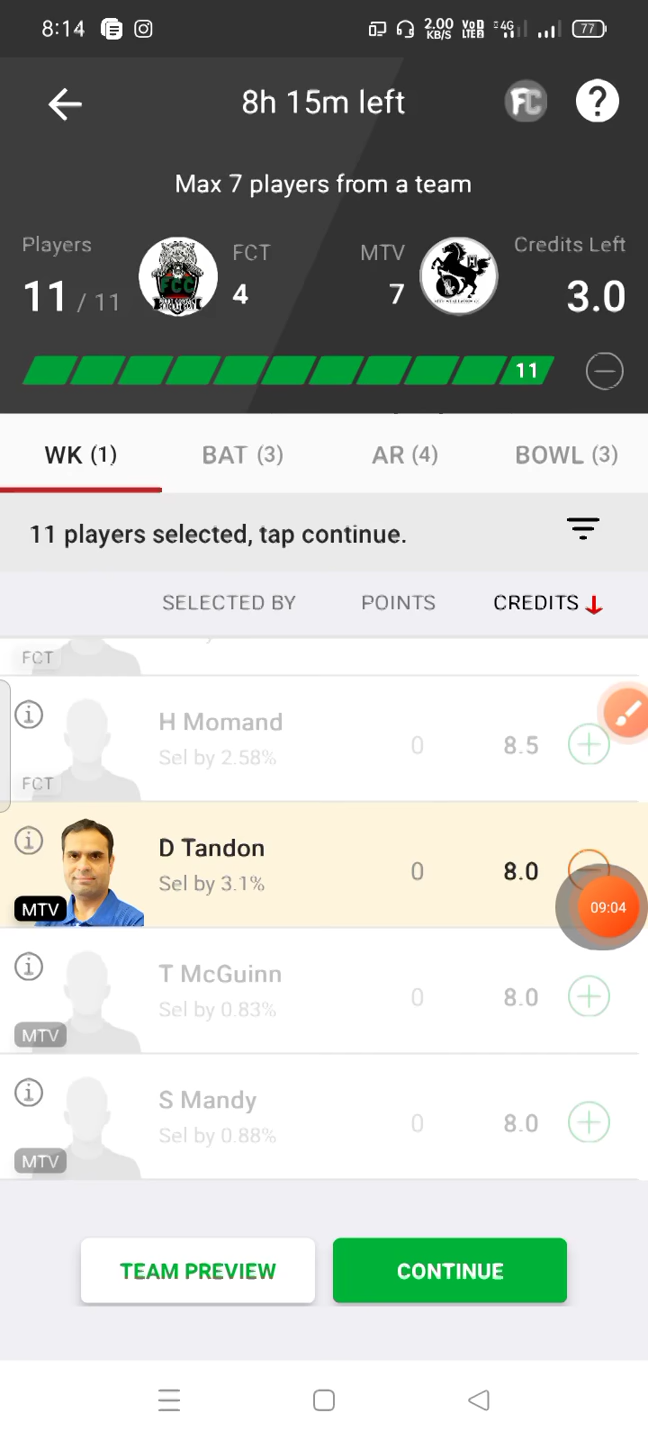 8:14
2.00 KB/S
VoD LTE2
4G
77
8h 15m left
FC
?
Max 7 players from a team
Players
FCT
MTV
Credits Left
11 / 11
FCC
4
7
3.0
11
WK (1)
BAT (3)
AR (4)
BOWL (3)
11 players selected, tap continue.
SELECTED BY
POINTS
CREDITS
FCT
H Momand
Sel by 2.58%
0
8.5
FCT
D Tandon
Sel by 3.1%
0
8.0
MTV
09:04
T McGuinn
Sel by 0.83%
0
8.0
MTV
S Mandy
Sel by 0.88%
0
8.0
MTV
TEAM PREVIEW
CONTINUE